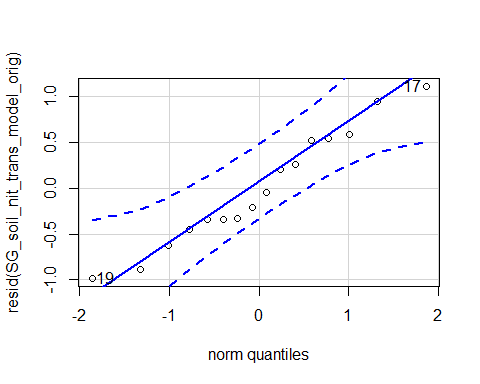 resid(SG_soil_nit_trans_model_orig)
1.0
0.5
0.0
-0.5
-1.0
17
19
-2 -1 0 1 2
norm quantiles